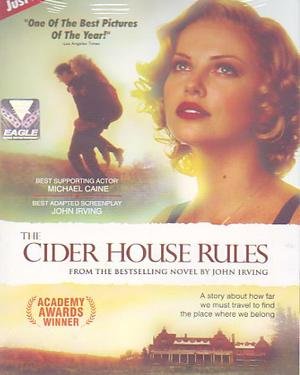 "One Of The Best Pictures
Of The Year!"
"Los Angeles Times
EAGLE
BEST SUPPORTING ACTOR
MICHAEL CAINE
BEST ADAPTED SCREENPLAY
JOHN IRVING
THE
CIDER HOUSE RULES
FROM THE BESTSELLING NOVEL BY JOHN IRVING
ACADEMY
AWARDS
WINNER
A story about how far
we must travel to find
the place where we belong